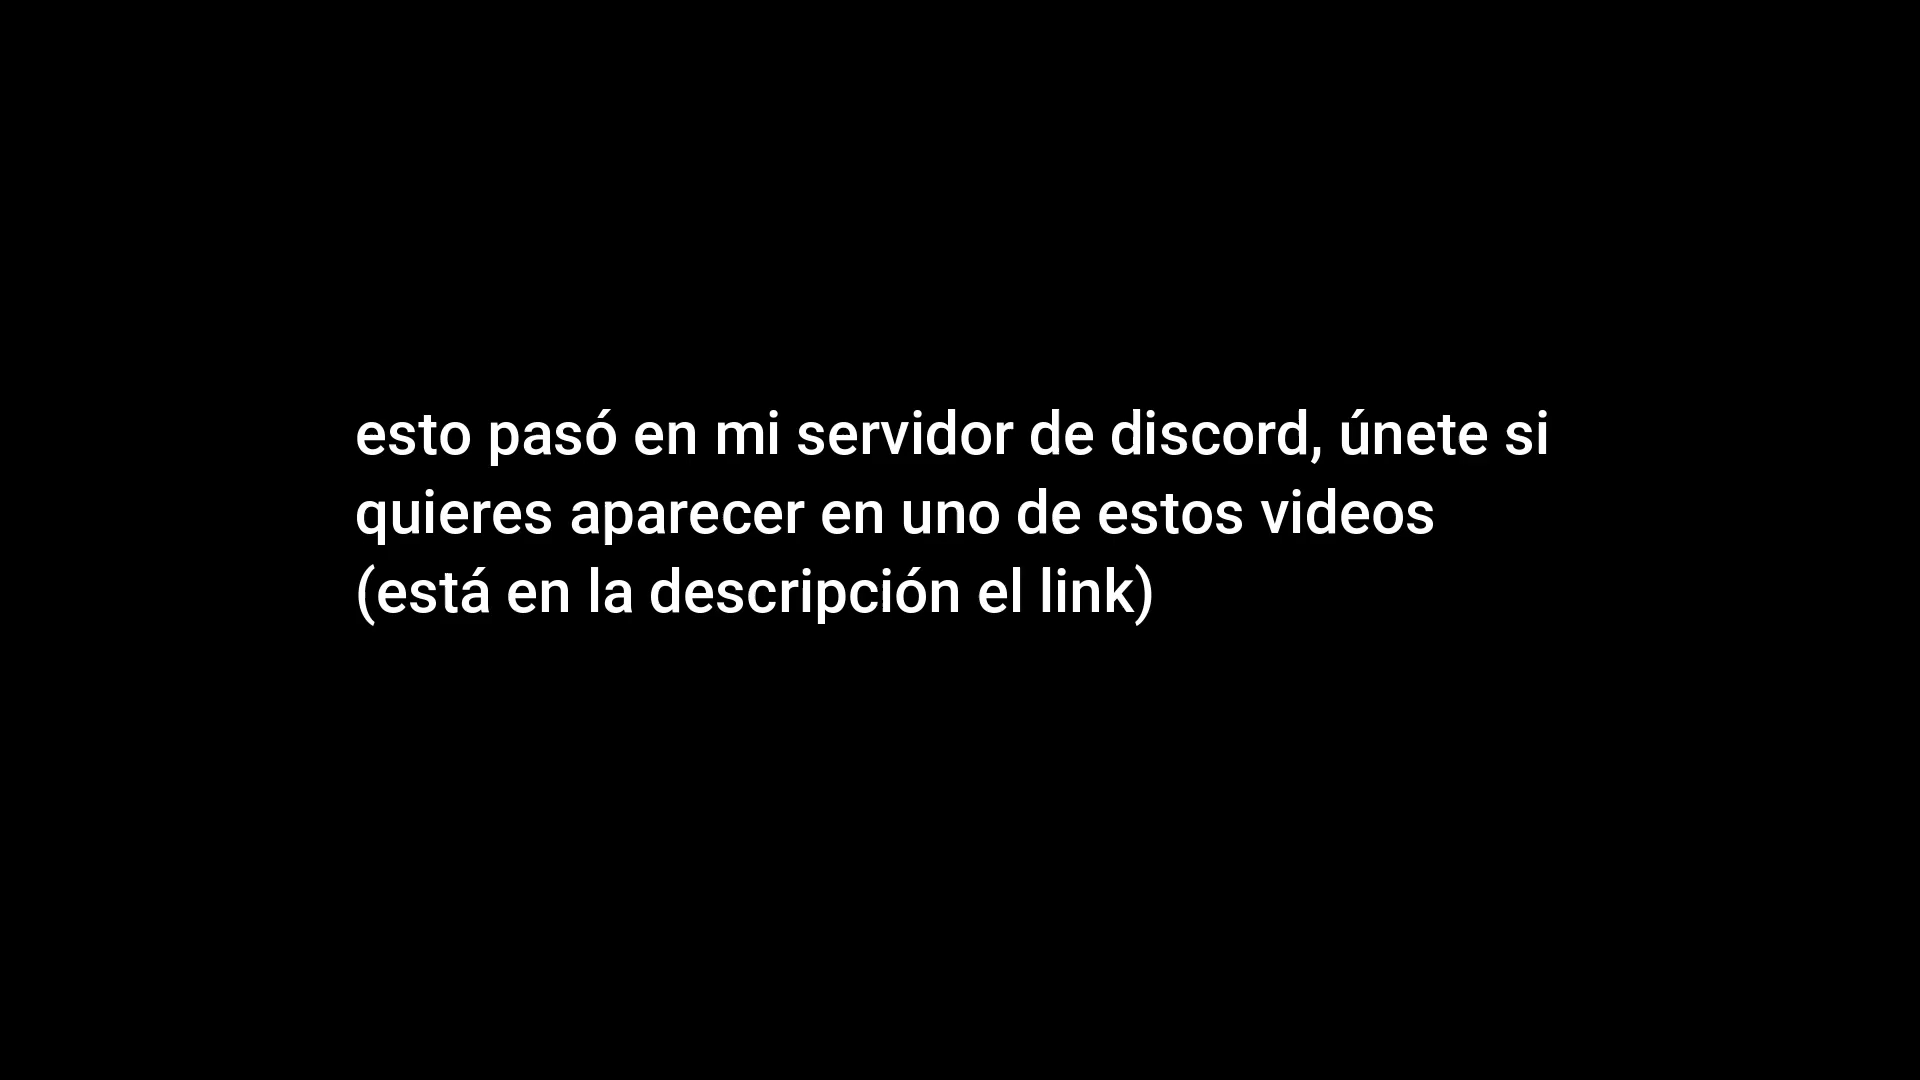 esto pasó en mi servidor de discord, únete si
quieres aparecer en uno de estos videos
(está en la descripción el link)